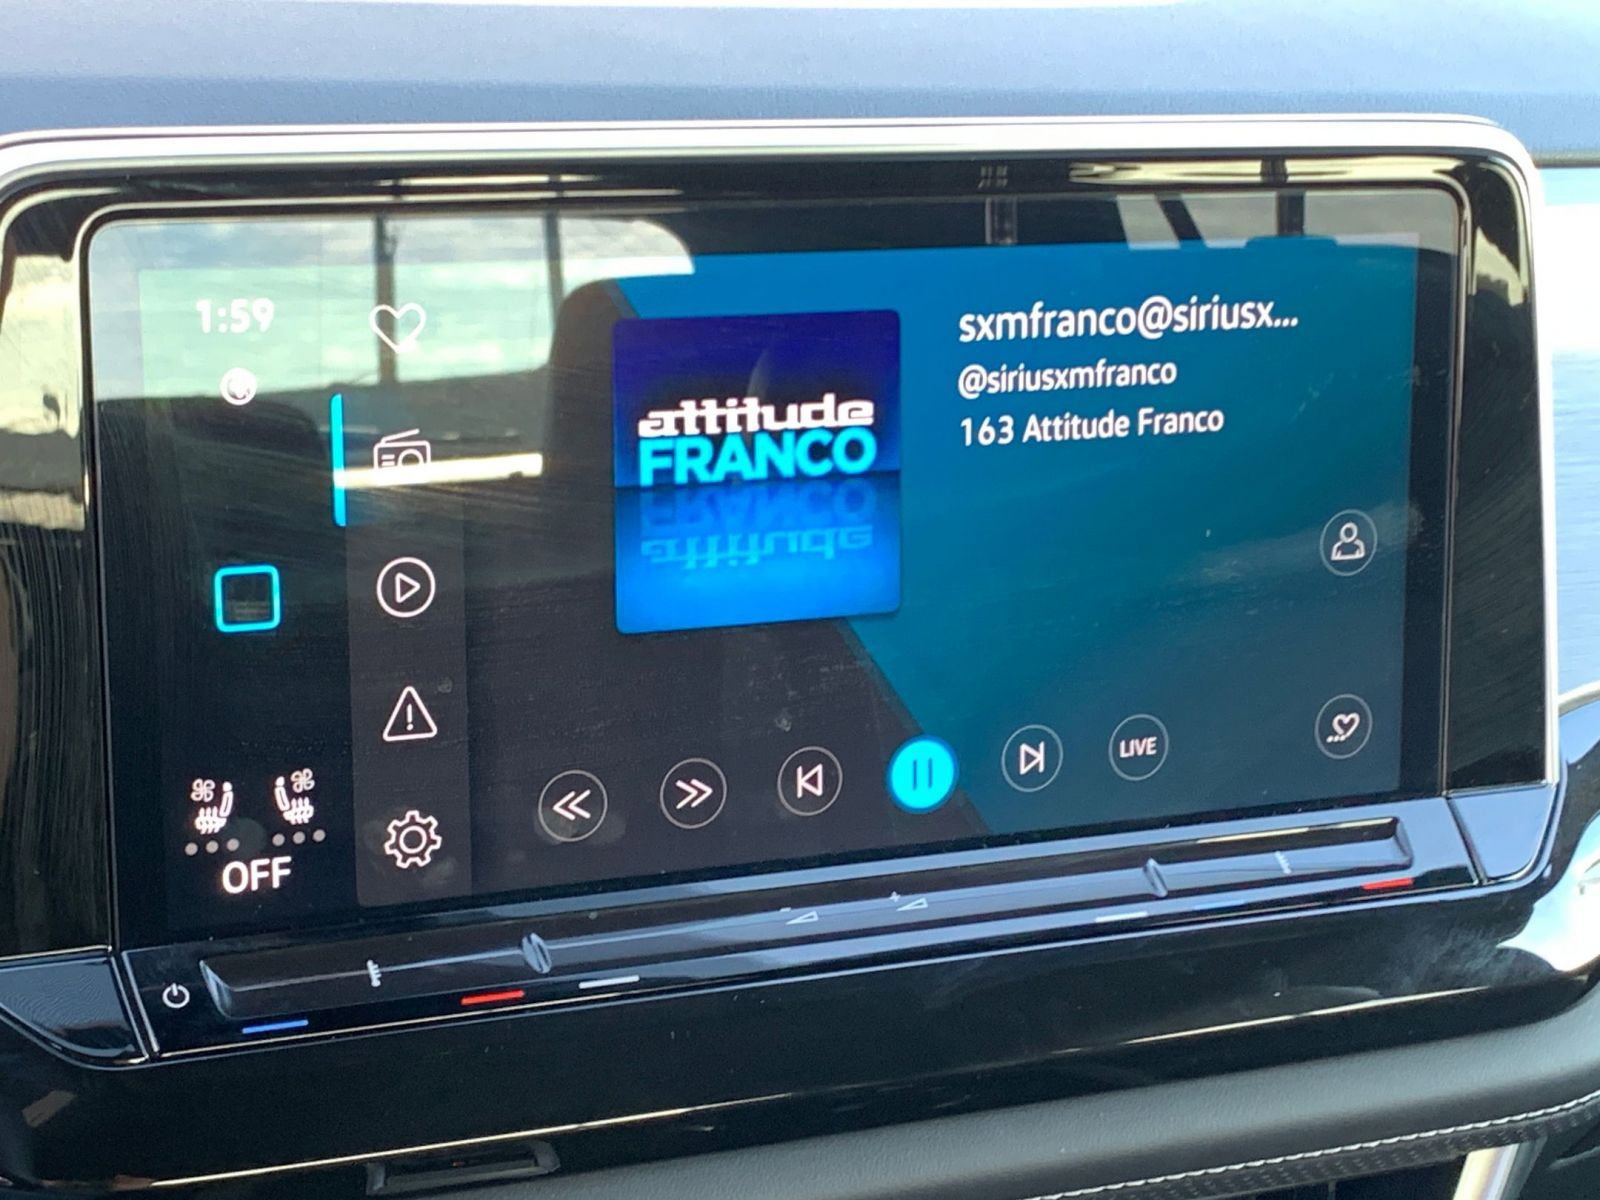 1:59
attitude
FRANCO
sxmfranco@siriusx...
@siriusxmfranco
163 Attitude Franco
LIVE
OFF